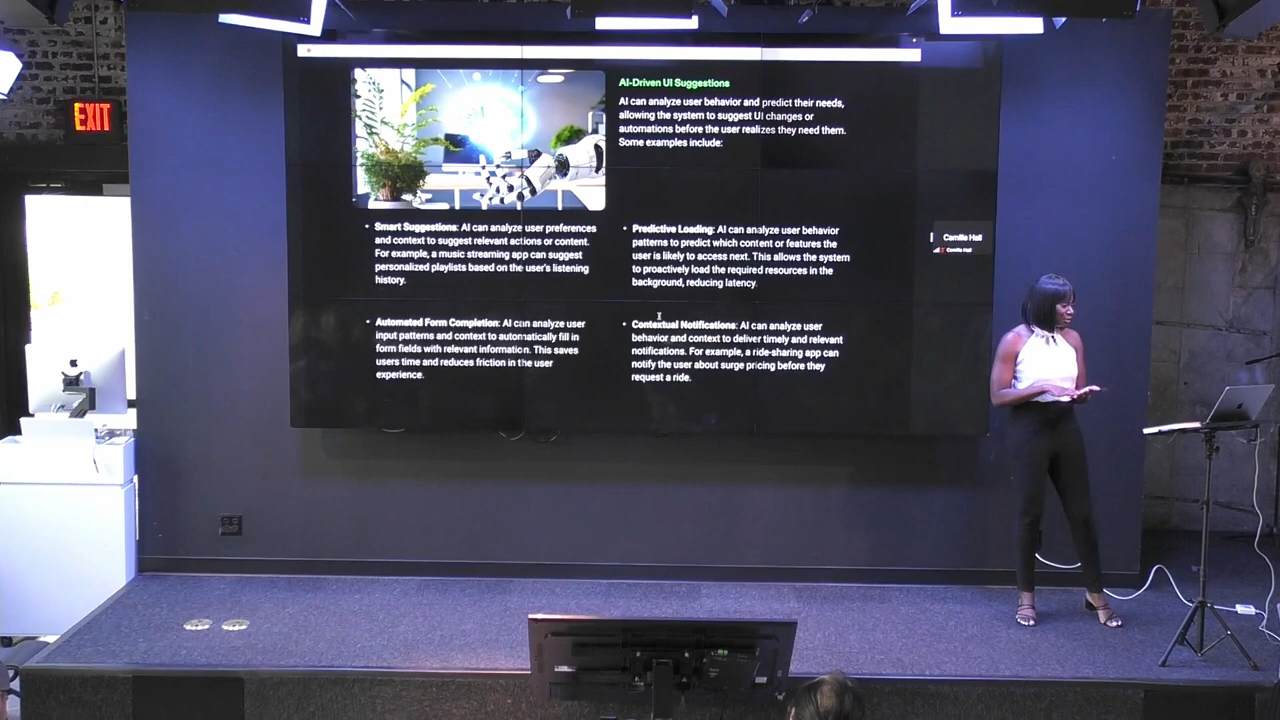 EXIT
AI-Driven UI Suggestions
AI can analyze user behavior and predict their needs,
allowing the system to suggest UI changes or
automations before the user realizes they need them.
Some examples include:
• Smart Suggestions: AI can analyze user preferences
and context to suggest relevant actions or content.
For example, a music streaming app can suggest
personalized playlists based on the user's listening
history.
• Predictive Loading: AI can analyze user behavior
patterns to predict which content or features the
user is likely to access next. This allows the system
to proactively load the required resources in the
background, reducing latency.
• Automated Form Completion: AI can analyze user
input patterns and context to automatically fill in
form fields with relevant information. This saves
users time and reduces friction in the user
experience.
• Contextual Notifications: AI can analyze user
behavior and context to deliver timely and relevant
notifications. For example, a ride-sharing app can
notify the user about surge pricing before they
request a ride.
Camille Hall
Camille Hall